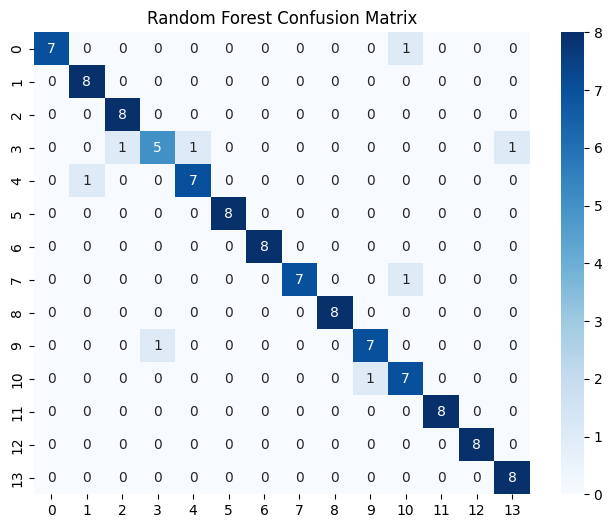 Random Forest Confusion Matrix
0 7 0 0 0 0 0 0 0 0 0 1 0 0 0
1 0 8 0 0 0 0 0 0 0 0 0 0 0 0
2 0 0 8 0 0 0 0 0 0 0 0 0 0 0
3 0 0 1 5 1 0 0 0 0 0 0 0 0 1
4 0 1 0 0 7 0 0 0 0 0 0 0 0 0
5 0 0 0 0 0 8 0 0 0 0 0 0 0 0
6 0 0 0 0 0 0 8 0 0 0 0 0 0 0
7 0 0 0 0 0 0 0 7 0 0 1 0 0 0
8 0 0 0 0 0 0 0 0 8 0 0 0 0 0
9 0 0 0 1 0 0 0 0 0 7 0 0 0 0
10 0 0 0 0 0 0 0 0 0 1 7 0 0 0
11 0 0 0 0 0 0 0 0 0 0 0 8 0 0
12 0 0 0 0 0 0 0 0 0 0 0 0 8 0
13 0 0 0 0 0 0 0 0 0 0 0 0 0 8
0 1 2 3 4 5 6 7 8 9 10 11 12 13
8
7
6
5
4
3
2
1
0